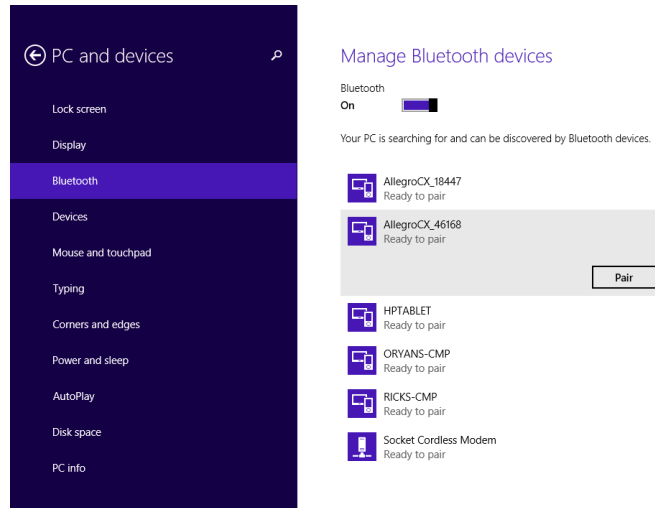 PC and devices
Lock screen
Display
Bluetooth
Devices
Mouse and touchpad
Typing
Corners and edges
Power and sleep
AutoPlay
Disk space
PC info
Manage Bluetooth devices
Bluetooth
On
Your PC is searching for and can be discovered by Bluetooth devices.
AllegroCX_18447
Ready to pair
AllegroCX_46168
Ready to pair
Pair
HPTABLET
Ready to pair
ORYANS-CMP
Ready to pair
RICKS-CMP
Ready to pair
Socket Cordless Modem
Ready to pair